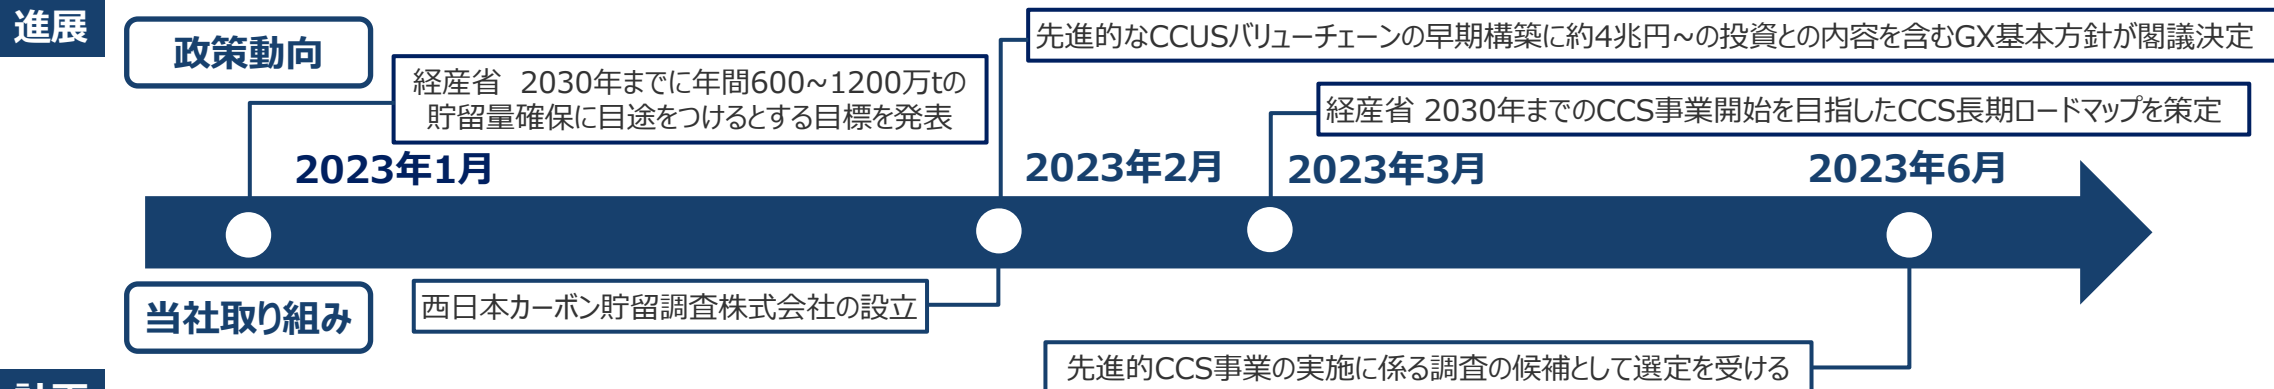 進展
政策動向
先進的なCCUSバリューチェーンの早期構築に約4兆円~の投資との内容を含むGX基本方針が閣議決定
経産省 2030年までに年間600~1200万tの
貯留量確保に目途をつけるとする目標を発表
経産省 2030年までのCCS事業開始を目指したCCS長期ロードマップを策定
2023年1月
2023年2月
2023年3月
2023年6月
当社取り組み
西日本カーボン貯留調査株式会社の設立
先進的CCS事業の実施に係る調査の候補として選定を受ける